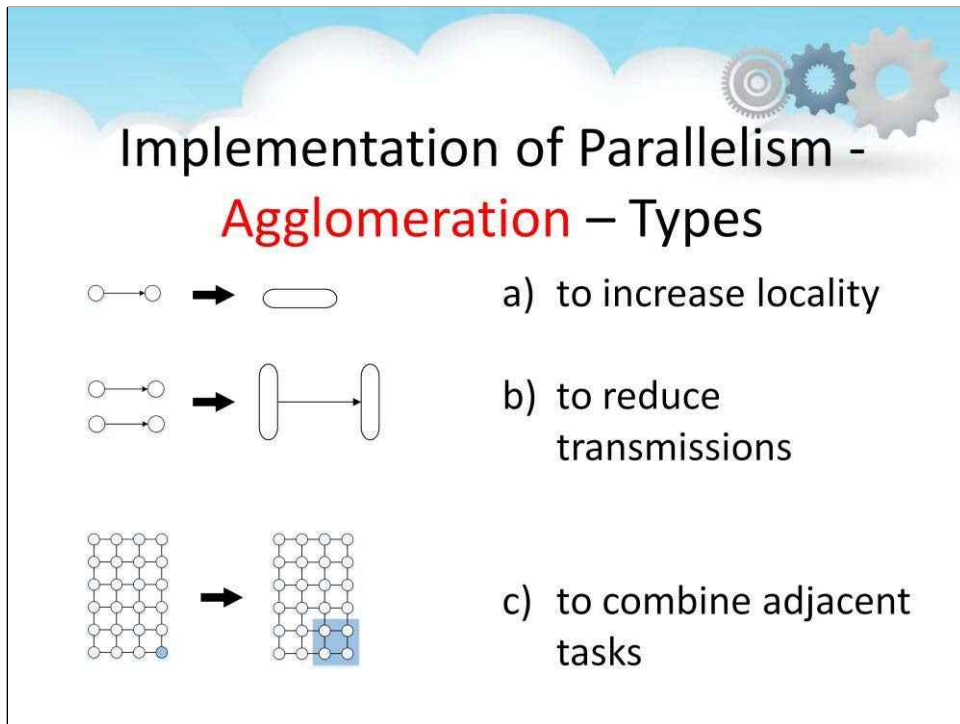 Implementation of Parallelism -
Agglomeration – Types
a) to increase locality
b) to reduce
transmissions
c) to combine adjacent
tasks